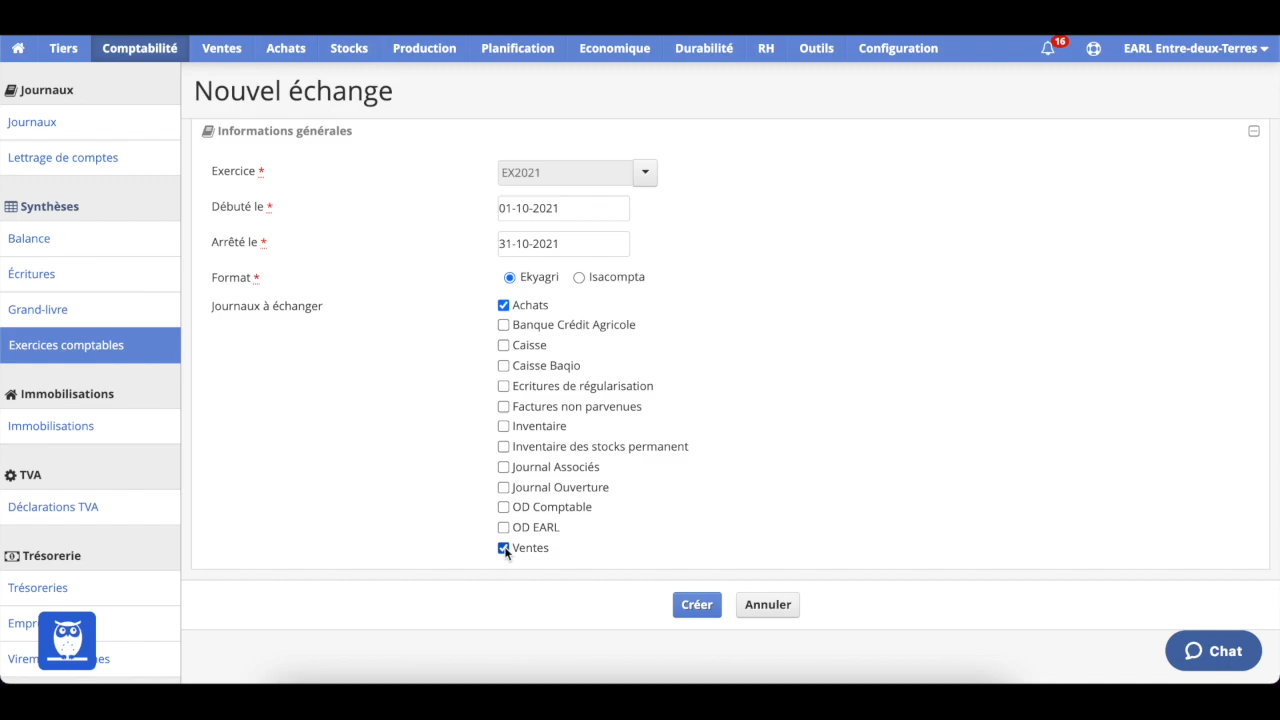 Tiers Comptabilité Ventes Achats Stocks Production Planification Economique Durabilité RH Outils Configuration 16 EARL Entre-deux-Terres
Journaux
Journaux
Lettrage de comptes
Synthèses
Balance
Écritures
Grand-livre
Exercices comptables
Immobilisations
Immobilisations
TVA
Déclarations TVA
Trésorerie
Trésoreries
Nouvel échange
Informations générales
Exercice * EX2021
Débuté le * 01-10-2021
Arrêté le * 31-10-2021
Format * Ekyagri Isacompta
Journaux à échanger Achats
Banque Crédit Agricole
Caisse
Caisse Baqio
Ecritures de régularisation
Factures non parvenues
Inventaire
Inventaire des stocks permanent
Journal Associés
Journal Ouverture
OD Comptable
OD EARL
Ventes
Créer Annuler
Chat